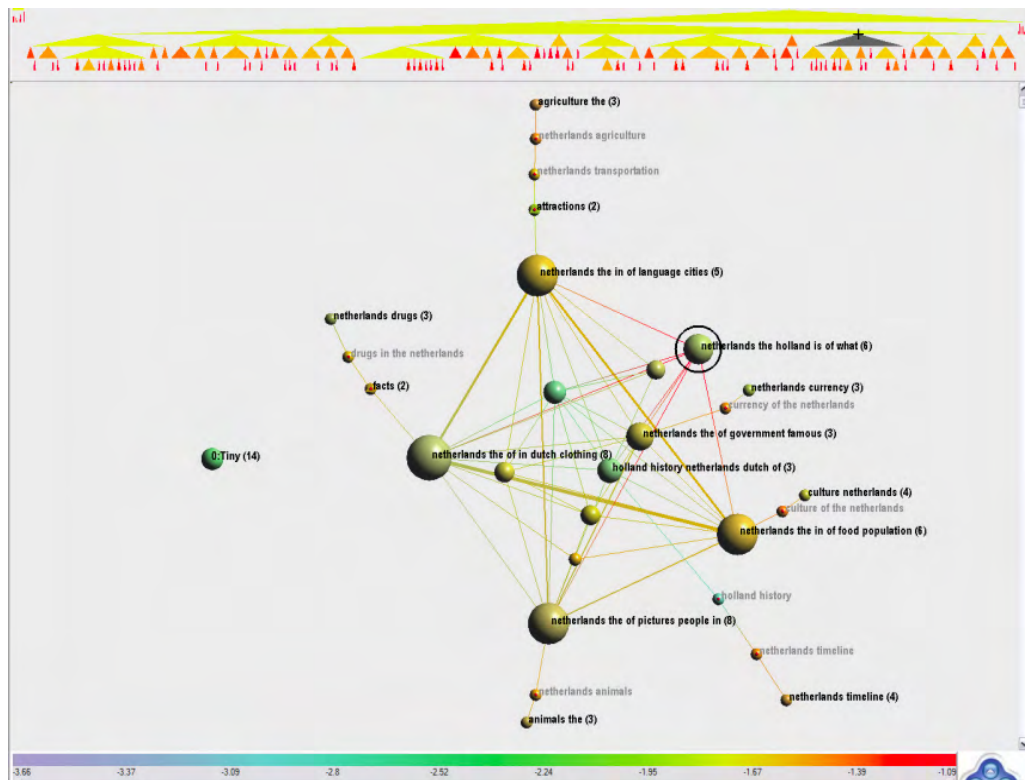 agriculture the (3)
netherlands agriculture
netherlands transportation
attractions (2)
netherlands the in of language cities (5)
netherlands drugs (3)
netherlands the holland is of what (6)
drugs in the netherlands
facts (2)
netherlands currency (3)
currency of the netherlands
netherlands the of government famous (3)
0:Tiny (14)
netherlands the of in dutch clothing (8)
holland history netherlands dutch of (3)
culture netherlands (4)
culture of the netherlands
netherlands the in of food population (6)
holland history
netherlands the of pictures people in (8)
netherlands timeline
netherlands animals
netherlands timeline (4)
animals the (3)
-3.66 -3.37 -3.09 -2.8 -2.52 -2.24 -1.95 -1.67 -1.39 -1.09